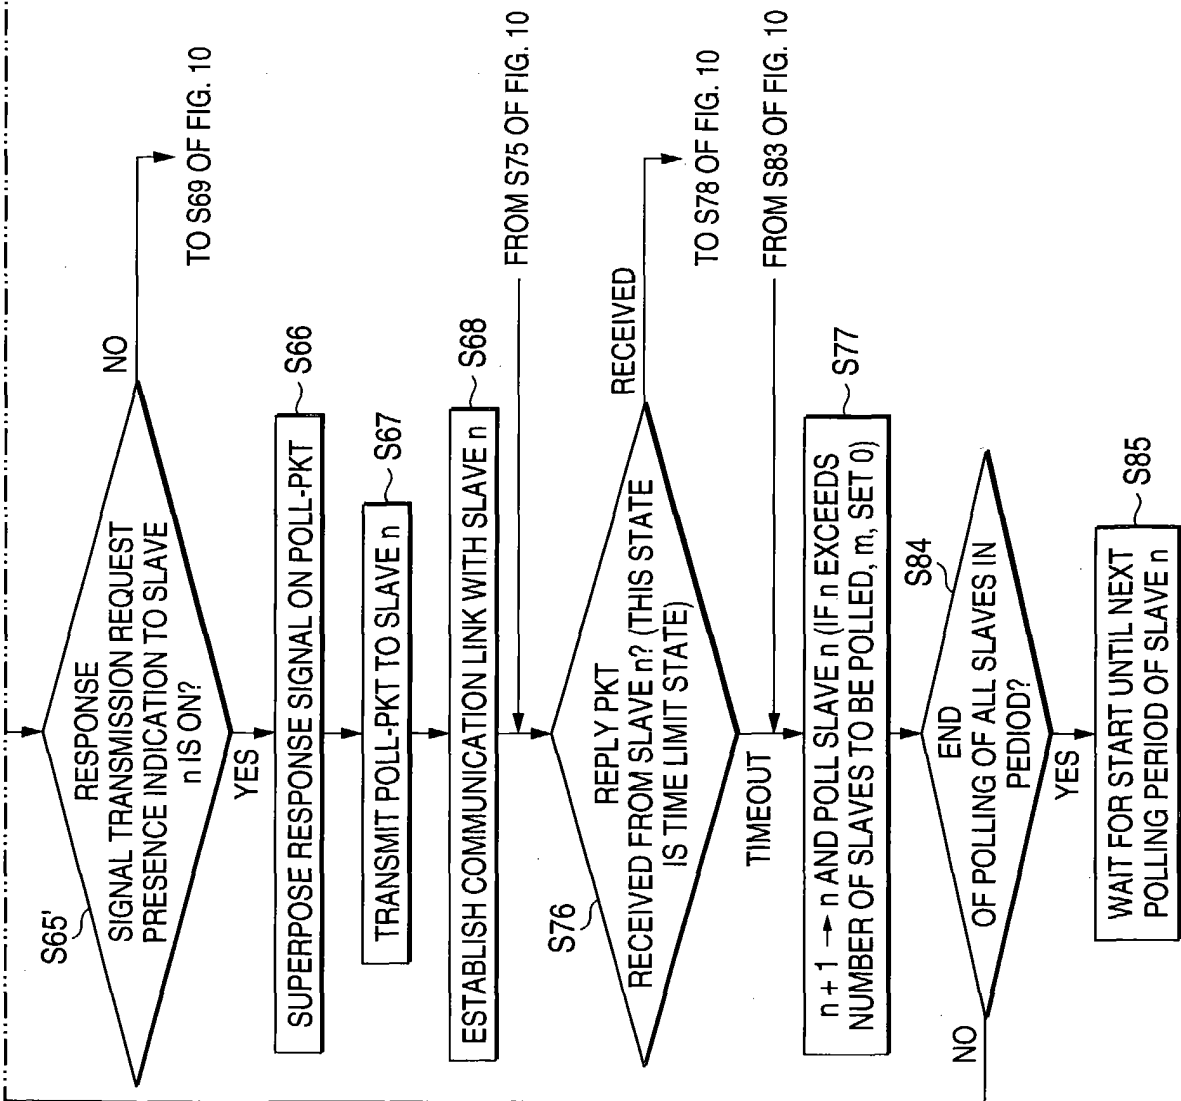 RESPONSE
SIGNAL TRANSMISSION REQUEST
PRESENCE INDICATION TO SLAVE
n IS ON?
S65'
NO
TO S69 OF FIG. 10
YES
SUPERPOSE RESPONSE SIGNAL ON POLL-PKT
S66
TRANSMIT POLL-PKT TO SLAVE n
S67
ESTABLISH COMMUNICATION LINK WITH SLAVE n
S68
FROM S75 OF FIG. 10
REPLY PKT
RECEIVED FROM SLAVE n? (THIS STATE
IS TIME LIMIT STATE)
S76
RECEIVED
TO S78 OF FIG. 10
TIMEOUT
FROM S83 OF FIG. 10
n + 1 → n AND POLL SLAVE n (IF n EXCEEDS
NUMBER OF SLAVES TO BE POLLED, m, SET 0)
S77
END
OF POLLING OF ALL SLAVES IN
PEDIOD?
S84
NO
YES
WAIT FOR START UNTIL NEXT
POLLING PERIOD OF SLAVE n
S85